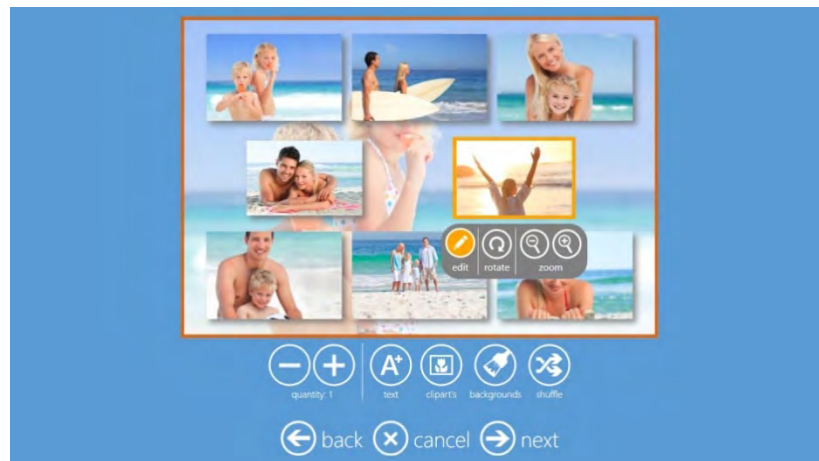 edit rotate zoom
quantity: 1 text clipart's backgrounds shuffle
back cancel next